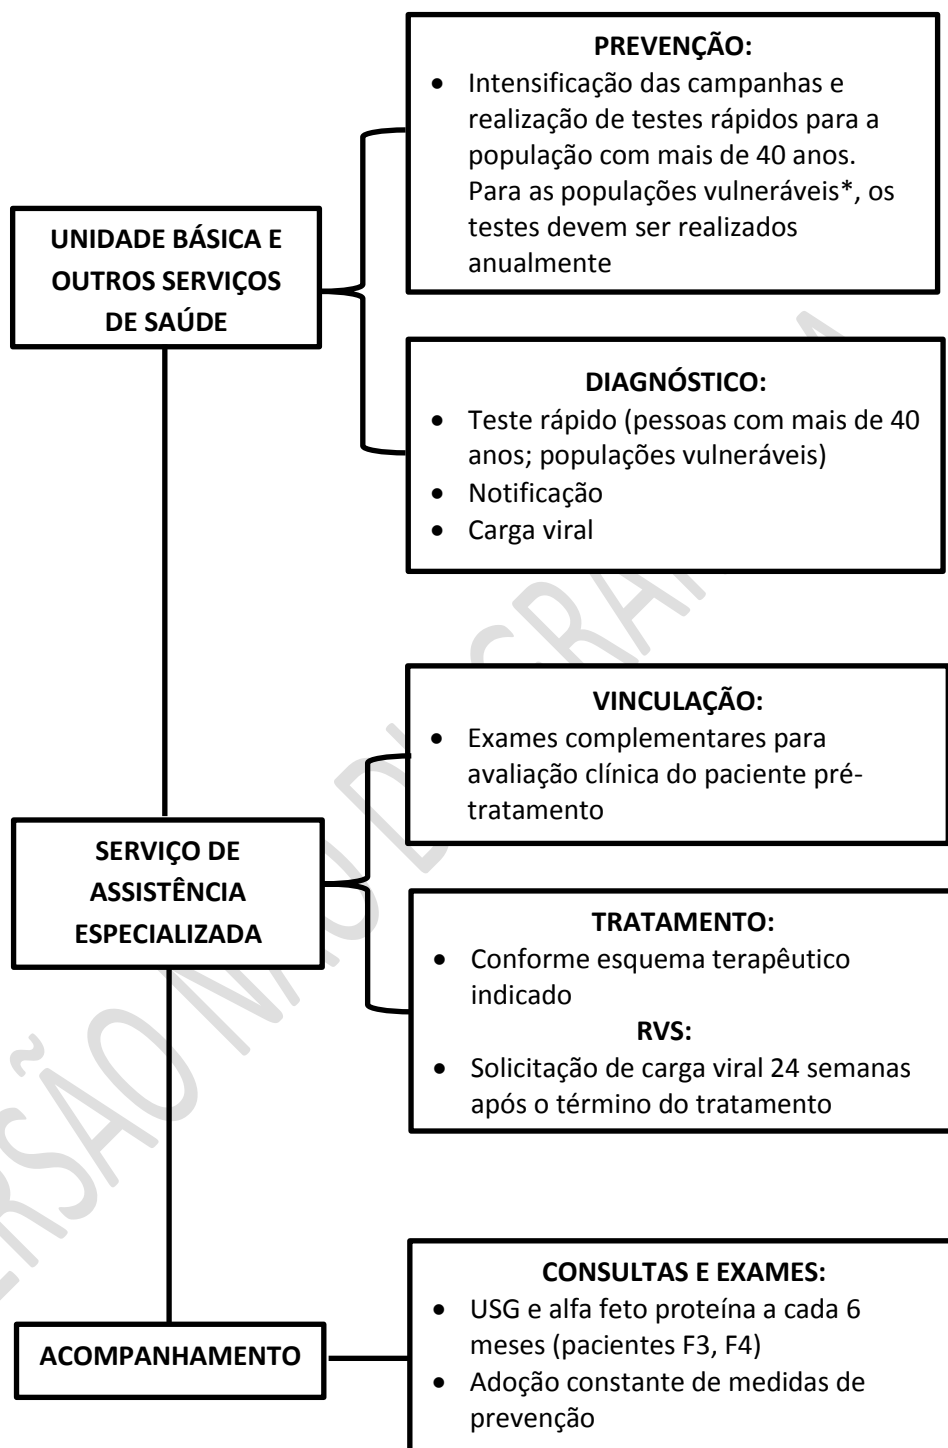 PREVENÇÃO:
• Intensificação das campanhas e
realização de testes rápidos para a
população com mais de 40 anos.
Para as populações vulneráveis*, os
testes devem ser realizados
anualmente
UNIDADE BÁSICA E
OUTROS SERVIÇOS
DE SAÚDE
DIAGNÓSTICO:
• Teste rápido (pessoas com mais de 40
anos; populações vulneráveis)
• Notificação
• Carga viral
VINCULAÇÃO:
• Exames complementares para
avaliação clínica do paciente pré-
tratamento
SERVIÇO DE
ASSISTÊNCIA
ESPECIALIZADA
TRATAMENTO:
• Conforme esquema terapêutico
indicado
RVS:
• Solicitação de carga viral 24 semanas
após o término do tratamento
CONSULTAS E EXAMES:
• USG e alfa feto proteína a cada 6
meses (pacientes F3, F4)
• Adoção constante de medidas de
prevenção
ACOMPANHAMENTO